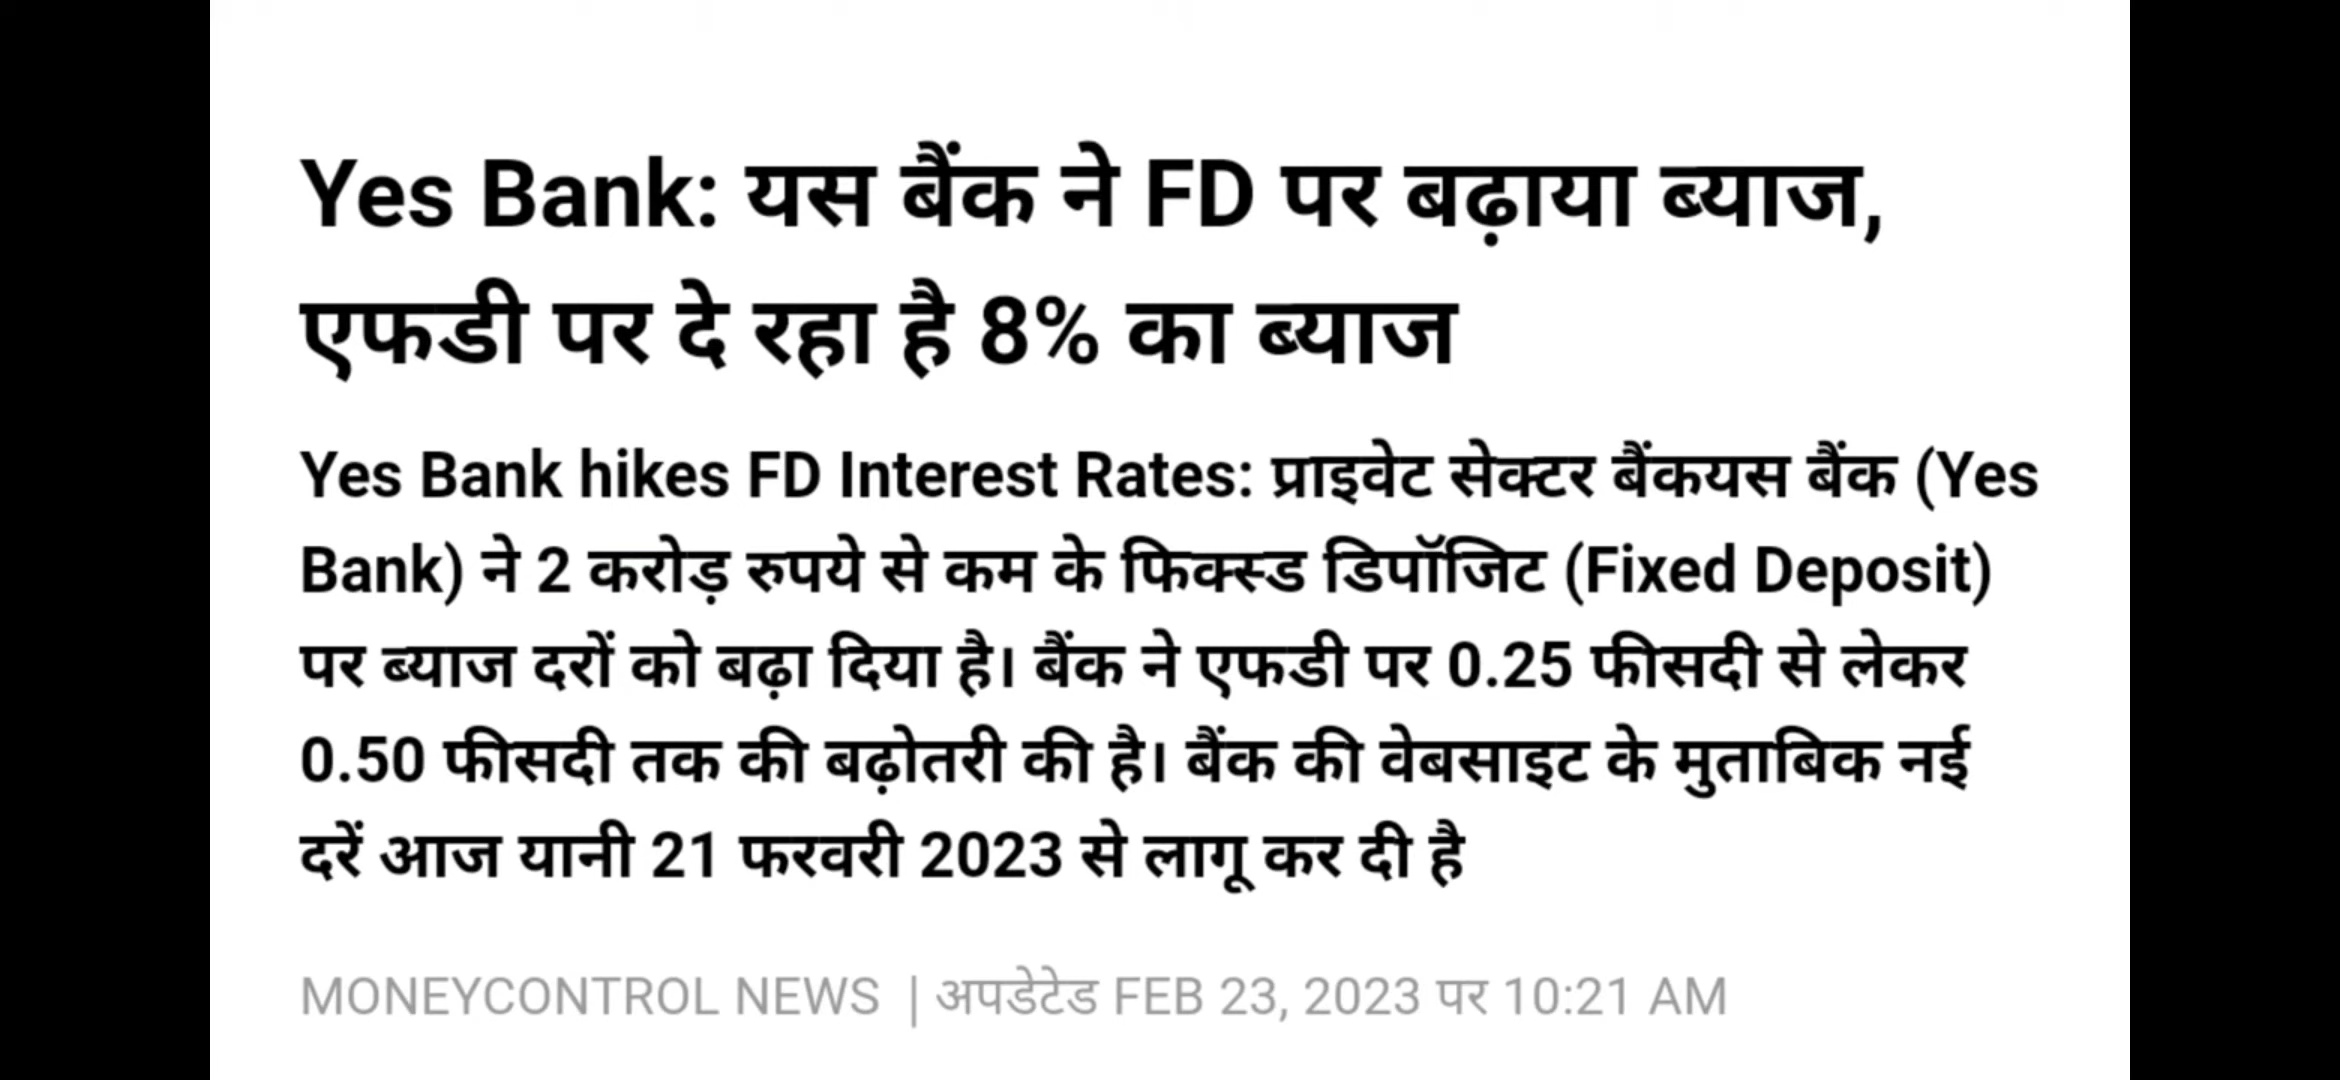 Yes Bank: यस बैंक ने FD पर बढ़ाया ब्याज,
एफडी पर दे रहा है 8% का ब्याज
Yes Bank hikes FD Interest Rates: प्राइवेट सेक्टर बैंकयस बैंक (Yes
Bank) ने 2 करोड़ रुपये से कम के फिक्स्ड डिपॉजिट (Fixed Deposit)
पर ब्याज दरों को बढ़ा दिया है। बैंक ने एफडी पर 0.25 फीसदी से लेकर
0.50 फीसदी तक की बढ़ोतरी की है। बैंक की वेबसाइट के मुताबिक नई
दरें आज यानी 21 फरवरी 2023 से लागू कर दी है
MONEYCONTROL NEWS | अपडेटेड FEB 23, 2023 पर 10:21 AM